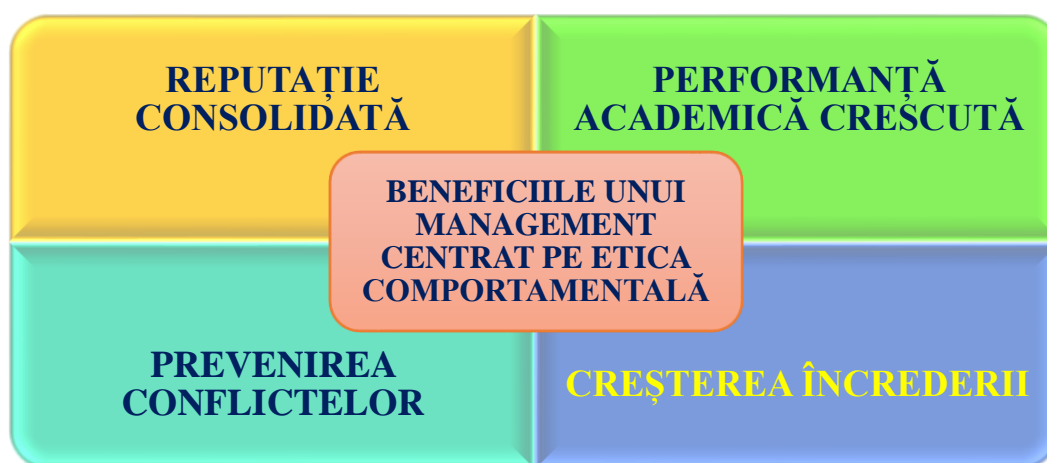 REPUTAȚIE
CONSOLIDATĂ
PERFORMANȚĂ
ACADEMICĂ CRESCUTĂ
BENEFICIILE UNUI
MANAGEMENT
CENTRAT PE ETICA
COMPORTAMENTALĂ
PREVENIREA
CONFLICTELOR
CREȘTEREA ÎNCREDERII